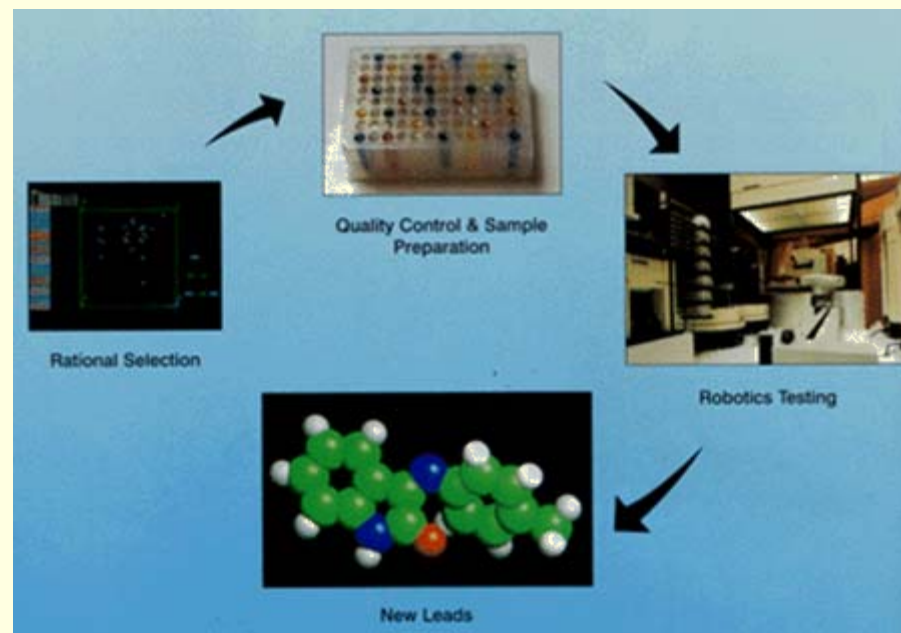 Quality Control & Sample
Preparation
Rational Selection
Robotics Testing
New Leads